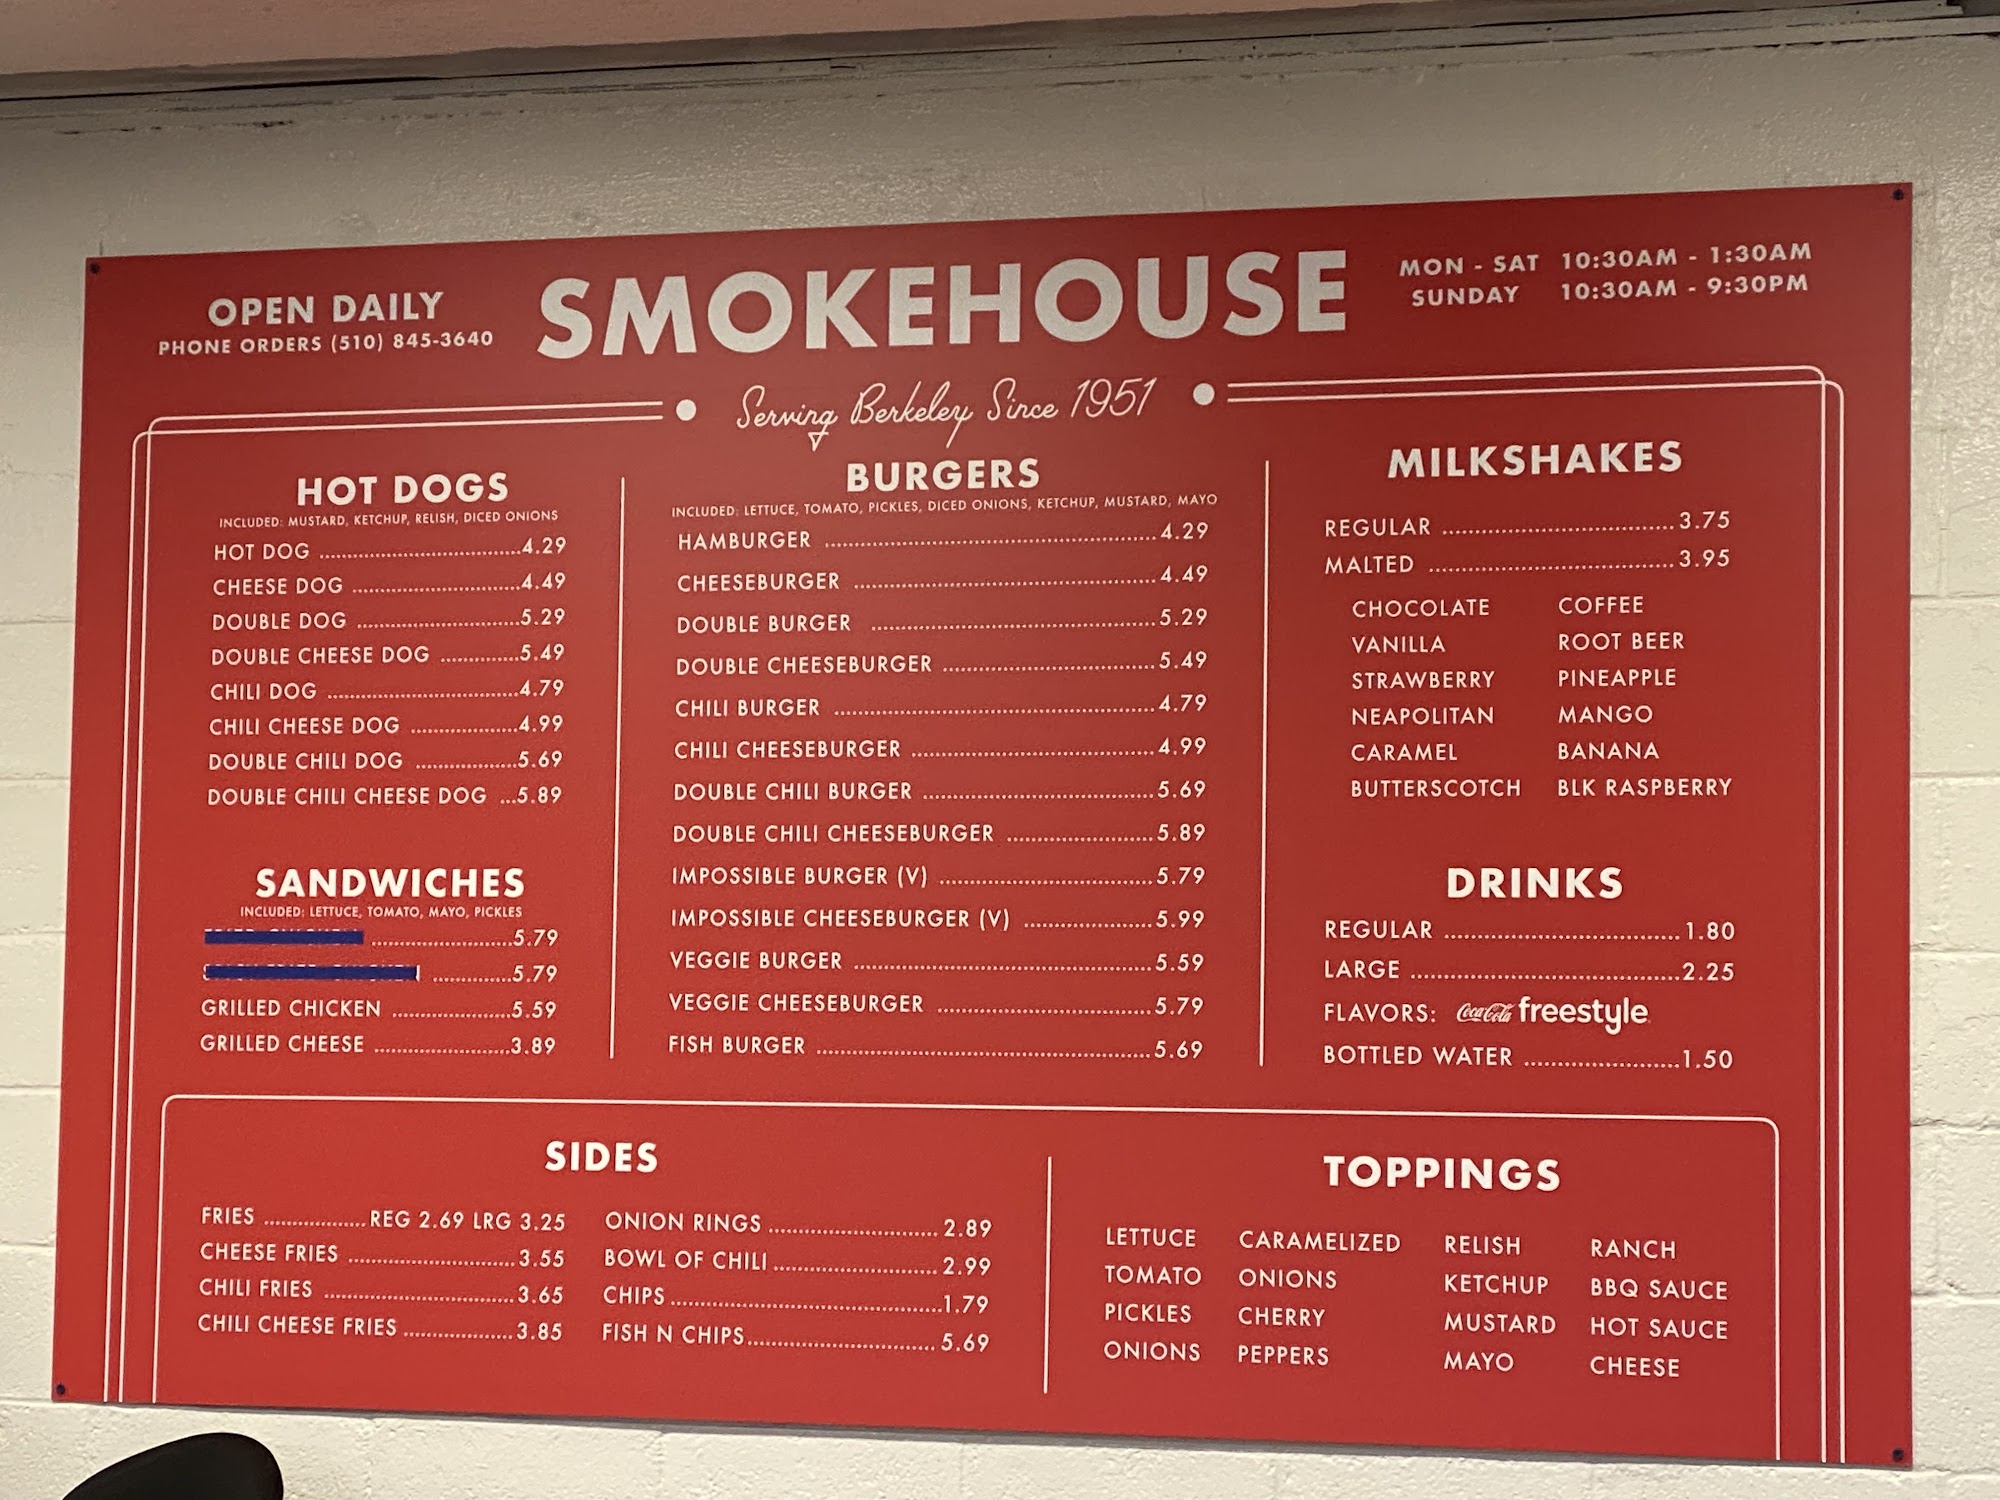 OPEN DAILY
PHONE ORDERS (510) 845-3640
SMOKEHOUSE
MON - SAT 10:30AM - 1:30AM
SUNDAY 10:30AM - 9:30PM
Serving Berkeley Since 1951
HOT DOGS
INCLUDED: MUSTARD, KETCHUP, RELISH, DICED ONIONS
HOT DOG 4.29
CHEESE DOG 4.49
DOUBLE DOG 5.29
DOUBLE CHEESE DOG 5.49
CHILI DOG 4.79
CHILI CHEESE DOG 4.99
DOUBLE CHILI DOG 5.69
DOUBLE CHILI CHEESE DOG 5.89
SANDWICHES
INCLUDED: LETTUCE, TOMATO, MAYO, PICKLES
5.79
5.79
GRILLED CHICKEN 5.59
GRILLED CHEESE 3.89
BURGERS
INCLUDED: LETTUCE, TOMATO, PICKLES, DICED ONIONS, KETCHUP, MUSTARD, MAYO
HAMBURGER 4.29
CHEESEBURGER 4.49
DOUBLE BURGER 5.29
DOUBLE CHEESEBURGER 5.49
CHILI BURGER 4.79
CHILI CHEESEBURGER 4.99
DOUBLE CHILI BURGER 5.69
DOUBLE CHILI CHEESEBURGER 5.89
IMPOSSIBLE BURGER (V) 5.79
IMPOSSIBLE CHEESEBURGER (V) 5.99
VEGGIE BURGER 5.59
VEGGIE CHEESEBURGER 5.79
FISH BURGER 5.69
MILKSHAKES
REGULAR 3.75
MALTED 3.95
CHOCOLATE COFFEE
VANILLA ROOT BEER
STRAWBERRY PINEAPPLE
NEAPOLITAN MANGO
CARAMEL BANANA
BUTTERSCOTCH BLK RASPBERRY
DRINKS
REGULAR 1.80
LARGE 2.25
FLAVORS: Coca-Cola freestyle
BOTTLED WATER 1.50
SIDES
FRIES REG 2.69 LRG 3.25
CHEESE FRIES 3.55
CHILI FRIES 3.65
CHILI CHEESE FRIES 3.85
ONION RINGS 2.89
BOWL OF CHILI 2.99
CHIPS 1.79
FISH N CHIPS 5.69
TOPPINGS
LETTUCE CARAMELIZED RELISH RANCH
TOMATO ONIONS KETCHUP BBQ SAUCE
PICKLES CHERRY MUSTARD HOT SAUCE
ONIONS PEPPERS MAYO CHEESE